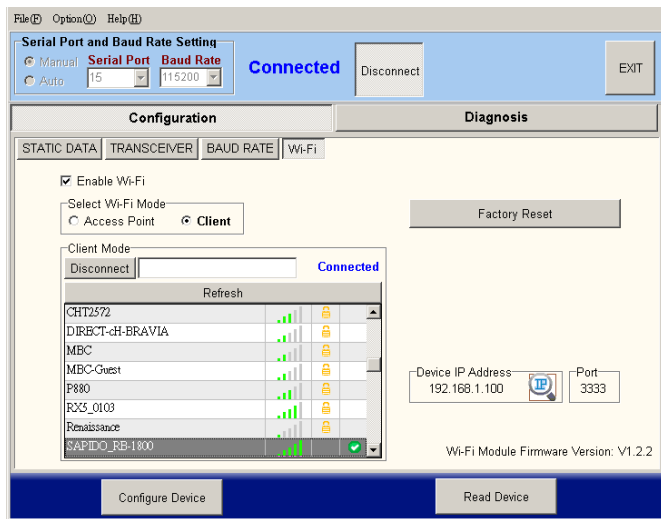 File(F) Option(O) Help(H)
Serial Port and Baud Rate Setting
Manual Serial Port Baud Rate
Auto 15 115200
Connected
Disconnect
EXIT
Configuration Diagnosis
STATIC DATA TRANSCEIVER BAUD RATE Wi-Fi
Enable Wi-Fi
Select Wi-Fi Mode
Access Point Client
Factory Reset
Client Mode
Disconnect Connected
Refresh
CHT2572
DIRECT-cH-BRAVIA
MBC
MBC-Guest
P880
RX5_0103
Renaissance
SAPIDO_RB-1800
Device IP Address Port
192.168.1.100 IP 3333
Wi-Fi Module Firmware Version: V1.2.2
Configure Device Read Device